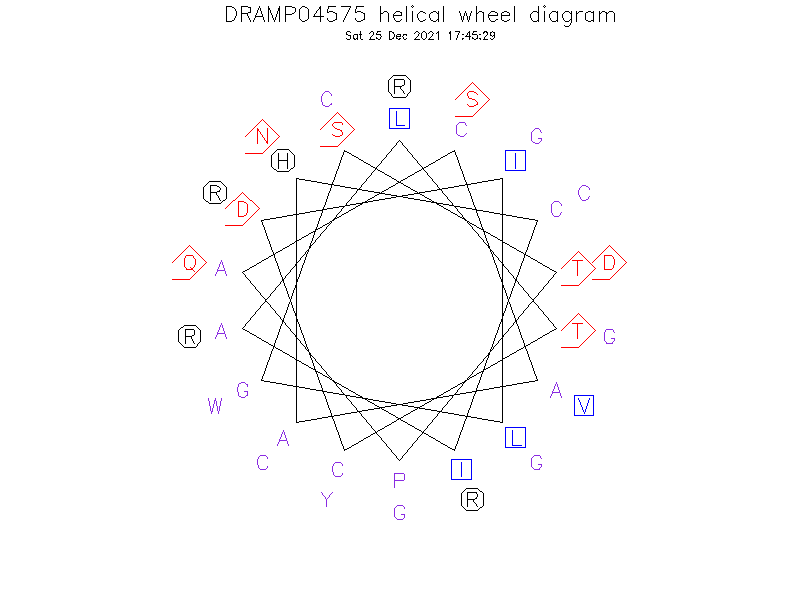 DRAMP04575 helical wheel diagram
Sat 25 Dec 2021 17:45:29
R
C S
L
N S C G
H I
R D C C
Q A T D
R A T G
G A V
W
A L
C G
C I
P
Y R
G